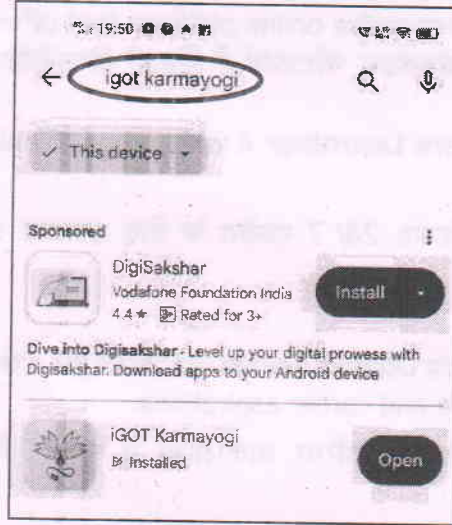 19:50
igot karmayogi
This device
Sponsored
DigiSakshar
Vodafone Foundation India
4.4★ 3+ Rated for 3+
Install
Dive into Digisakshar - Level up your digital prowess with
Digisakshar. Download apps to your Android device
iGOT Karmayogi
Installed
Open